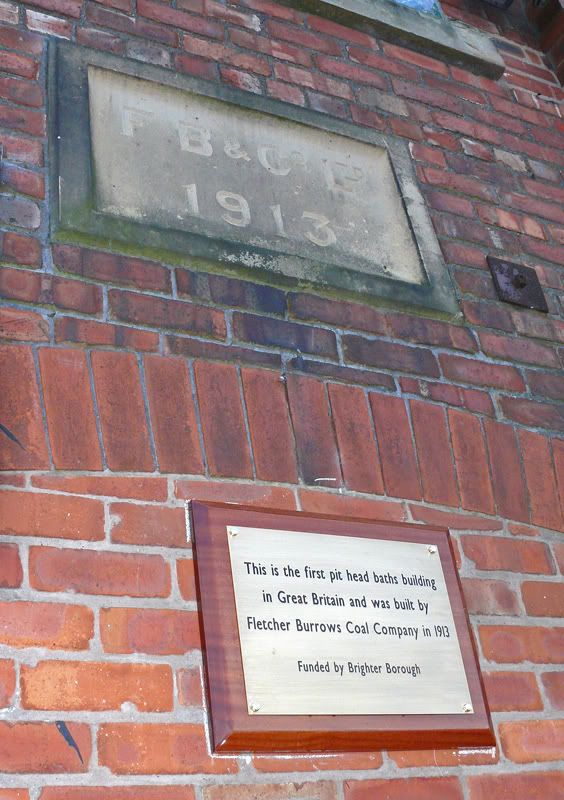 F B & Co Ld
1913
This is the first pit head baths building
in Great Britain and was built by
Fletcher Burrows Coal Company in 1913
Funded by Brighter Borough